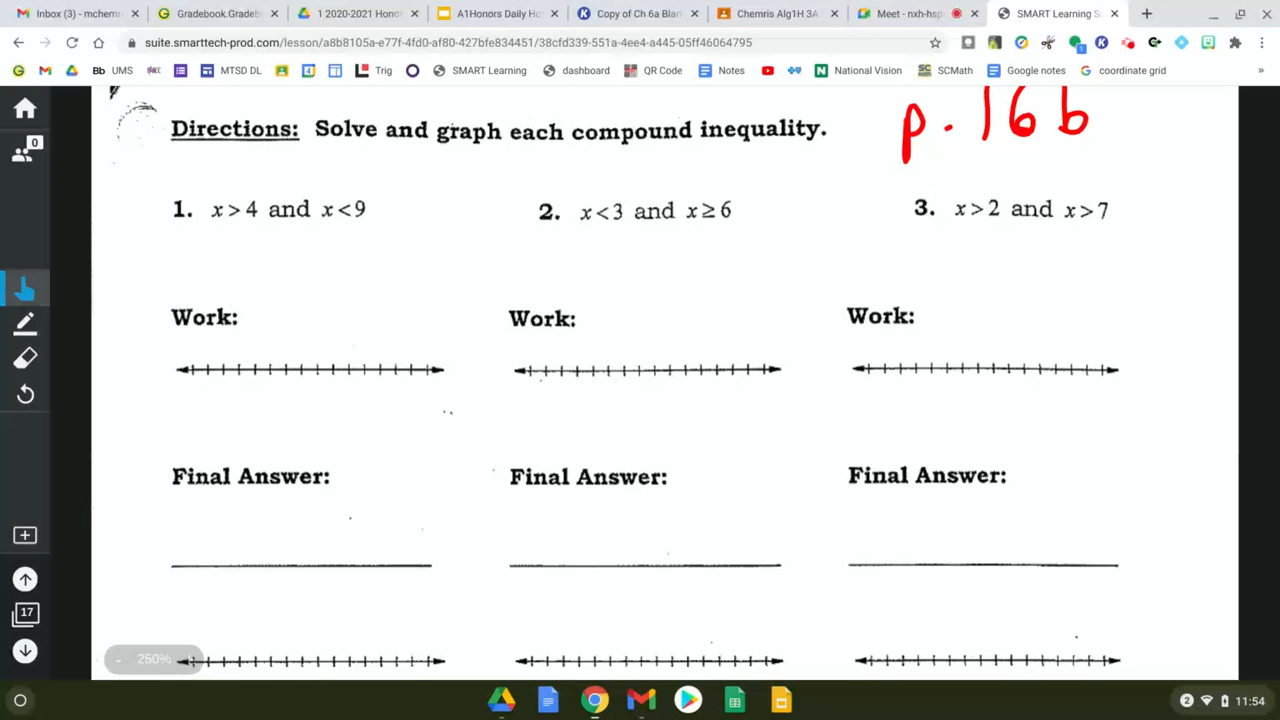 Inbox (3) - mchem
Gradebook.Gradeb
1 2020-2021 Honor
A1Honors Daily Ho
Copy of Ch 6a Blan
Chemris Alg1H 3A
Meet - nxh-hspj
SMART Learning S
suite.smarttech-prod.com/lesson/a8b8105a-e77f-4fd0-af80-427bfe834451/38cfd339-551a-4ee4-a445-05ff46064795
Bb UMS
MTSD DL
Trig
SMART Learning
dashboard
QR Code
Notes
National Vision
SCMath
Google notes
coordinate grid
»
0
p. 16b
Directions: Solve and graph each compound inequality.
1. x > 4 and x < 9
2. x < 3 and x ≥ 6
3. x > 2 and x > 7
Work:
Work:
Work:
Final Answer:
Final Answer:
Final Answer:
17
- 250%
2
11:54